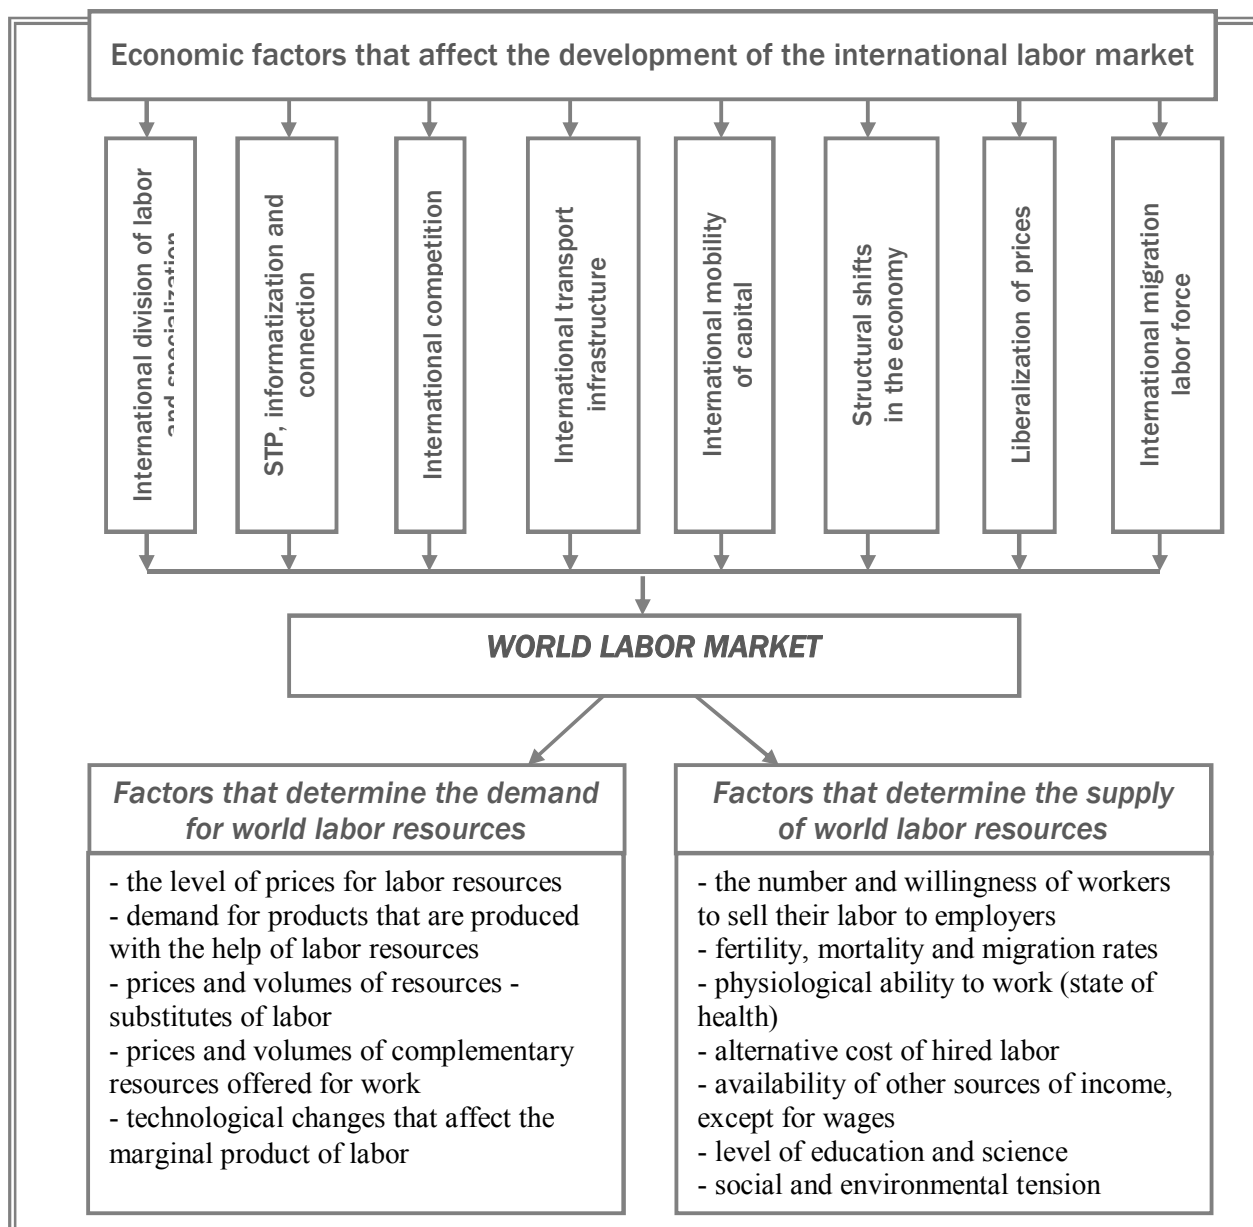 Economic factors that affect the development of the international labor market
International division of labor
and specialization
STP, informatization and
connection
International competition
International transport
infrastructure
International mobility
of capital
Structural shifts
in the economy
Liberalization of prices
International migration
labor force
WORLD LABOR MARKET
Factors that determine the demand
for world labor resources
- the level of prices for labor resources
- demand for products that are produced
with the help of labor resources
- prices and volumes of resources -
substitutes of labor
- prices and volumes of complementary
resources offered for work
- technological changes that affect the
marginal product of labor
Factors that determine the supply
of world labor resources
- the number and willingness of workers
to sell their labor to employers
- fertility, mortality and migration rates
- physiological ability to work (state of
health)
- alternative cost of hired labor
- availability of other sources of income,
except for wages
- level of education and science
- social and environmental tension